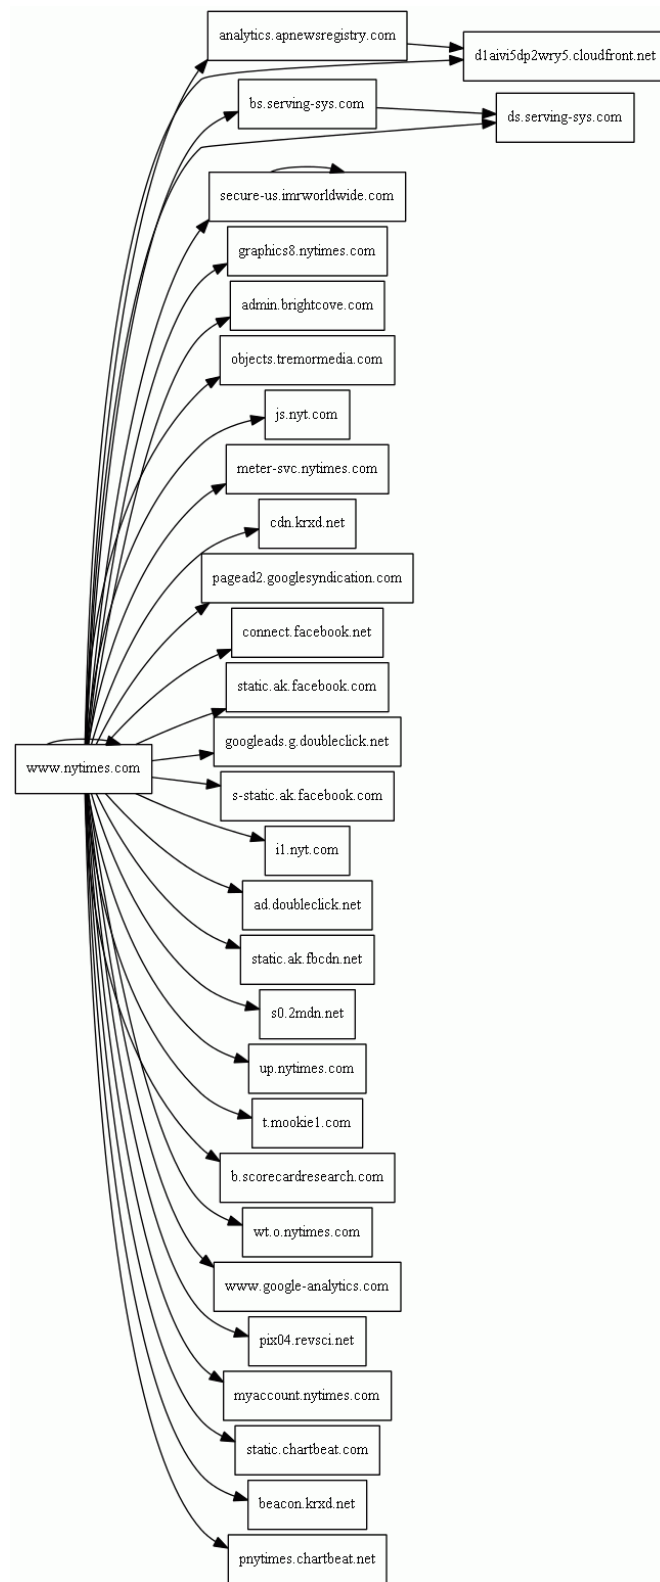 analytics.apnewsregistry.com
d1aivi5dp2wry5.cloudfront.net
bs.serving-sys.com
ds.serving-sys.com
secure-us.imrworldwide.com
graphics8.nytimes.com
admin.brightcove.com
objects.tremormedia.com
js.nyt.com
meter-svc.nytimes.com
cdn.krxd.net
pagead2.googlesyndication.com
connect.facebook.net
static.ak.facebook.com
googleads.g.doubleclick.net
www.nytimes.com
s-static.ak.facebook.com
i1.nyt.com
ad.doubleclick.net
static.ak.fbcdn.net
s0.2mdn.net
up.nytimes.com
t.mookie1.com
b.scorecardresearch.com
wt.o.nytimes.com
www.google-analytics.com
pix04.revsci.net
myaccount.nytimes.com
static.chartbeat.com
beacon.krxd.net
pnytimes.chartbeat.net